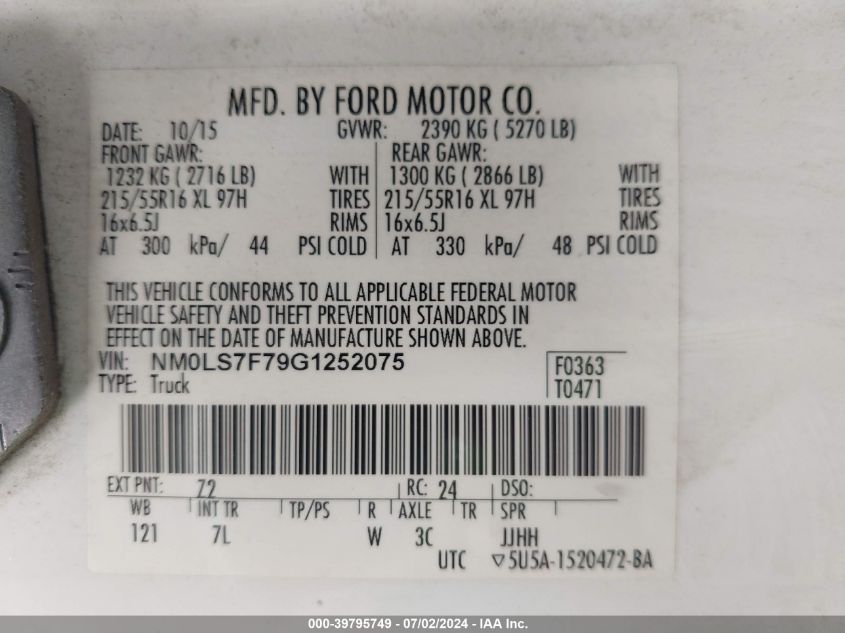 MFD. BY FORD MOTOR CO.
DATE: 10/15 GVWR: 2390 KG ( 5270 LB)
FRONT GAWR: REAR GAWR:
1232 KG ( 2716 LB) WITH 1300 KG ( 2866 LB) WITH
215/55R16 XL 97H TIRES 215/55R16 XL 97H TIRES
16x6.5J RIMS 16x6.5J RIMS
AT 300 kPa/ 44 PSI COLD AT 330 kPa/ 48 PSI COLD
THIS VEHICLE CONFORMS TO ALL APPLICABLE FEDERAL MOTOR
VEHICLE SAFETY AND THEFT PREVENTION STANDARDS IN
EFFECT ON THE DATE OF MANUFACTURE SHOWN ABOVE.
VIN: NM0LS7F79G1252075 F0363
TYPE: Truck T0471
EXT PNT: Z2 RC: 24 DSO:
WB INT TR TP/PS R AXLE TR SPR
121 7L W 3C JJHH
UTC ▽5U5A-1520472-BA
000-39795749 - 07/02/2024 - IAA Inc.